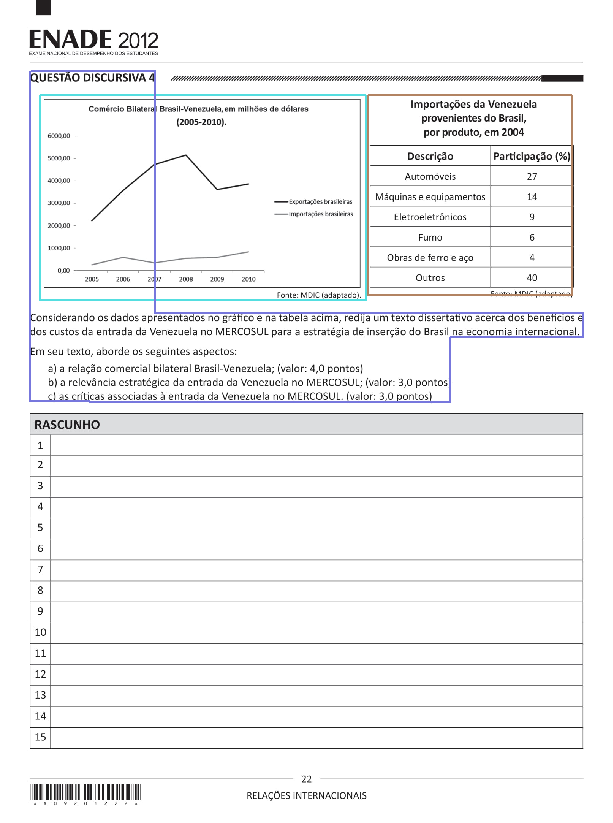 ENADE 2012
EXAME NACIONAL DE DESEMPENHO DOS ESTUDANTES
QUESTÃO DISCURSIVA 4
Comércio Bilateral Brasil-Venezuela, em milhões de dólares
(2005-2010).
6000,00
5000,00
4000,00
3000,00
2000,00
1000,00
0,00
2005 2006 2007 2008 2009 2010
Exportações brasileiras
Importações brasileiras
Fonte: MDIC (adaptado).
Importações da Venezuela
provenientes do Brasil,
por produto, em 2004
Descrição Participação (%)
Automóveis 27
Máquinas e equipamentos 14
Eletroeletrônicos 9
Fumo 6
Obras de ferro e aço 4
Outros 40
Fonte: MDIC (adaptado)
Considerando os dados apresentados no gráfico e na tabela acima, redija um texto dissertativo acerca dos benefícios e
dos custos da entrada da Venezuela no MERCOSUL para a estratégia de inserção do Brasil na economia internacional.
Em seu texto, aborde os seguintes aspectos:
a) a relação comercial bilateral Brasil-Venezuela; (valor: 4,0 pontos)
b) a relevância estratégica da entrada da Venezuela no MERCOSUL; (valor: 3,0 pontos
c) as críticas associadas à entrada da Venezuela no MERCOSUL. (valor: 3,0 pontos)
RASCUNHO
1
2
3
4
5
6
7
8
9
10
11
12
13
14
15
22
RELAÇÕES INTERNACIONAIS